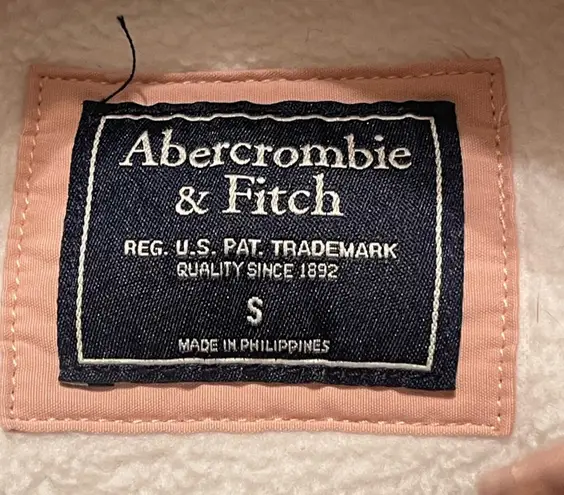 Abercrombie
& Fitch
REG. U.S. PAT. TRADEMARK
QUALITY SINCE 1892
S
MADE IN PHILIPPINES